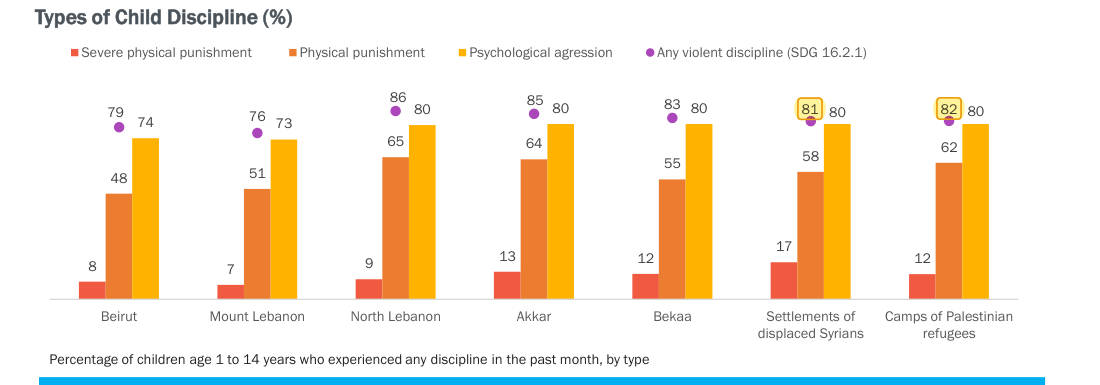 Types of Child Discipline (%)
Severe physical punishment Physical punishment Psychological agression Any violent discipline (SDG 16.2.1)
79 74 48 8
76 73 51 7
86 80 65 9
85 80 64 13
83 80 55 12
81 80 58 17
82 80 62 12
Beirut Mount Lebanon North Lebanon Akkar Bekaa Settlements of displaced Syrians Camps of Palestinian refugees
Percentage of children age 1 to 14 years who experienced any discipline in the past month, by type